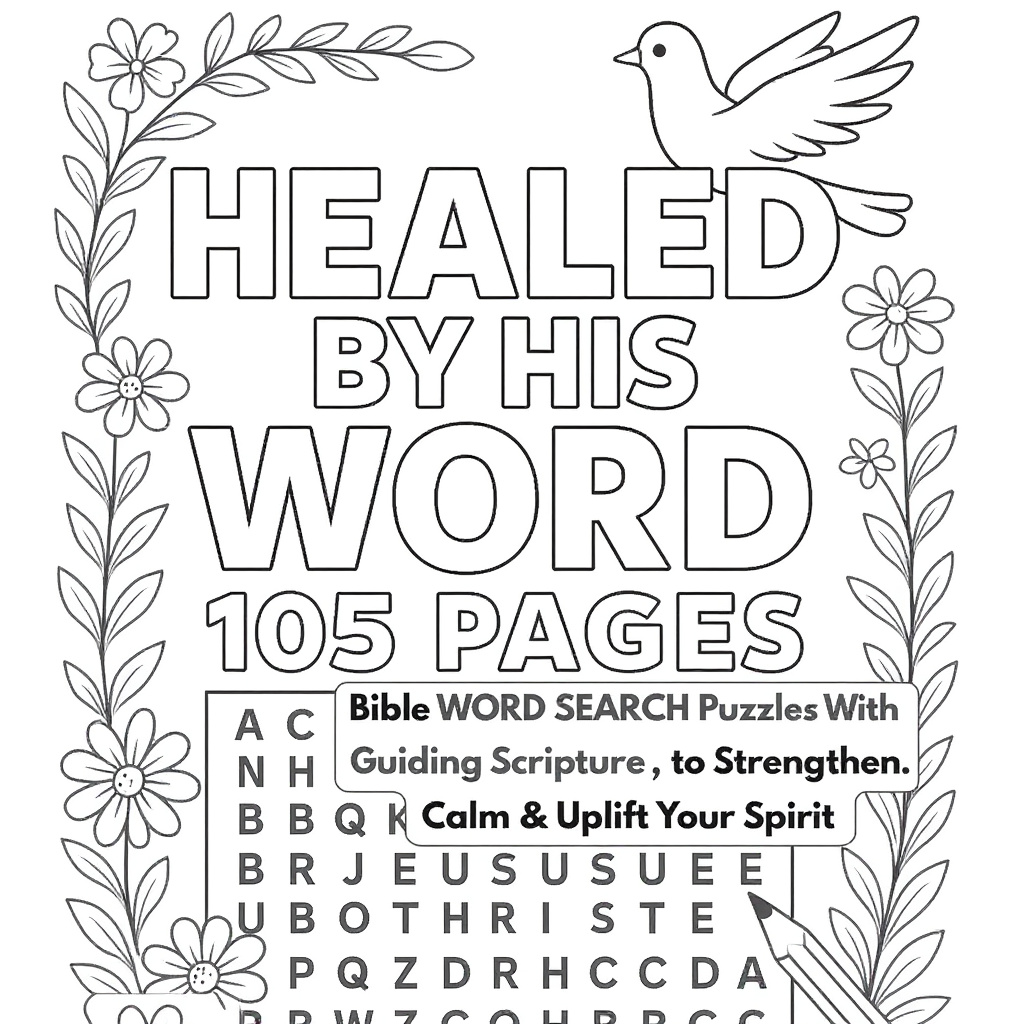 HEALED
BY HIS
WORD
105 PAGES
Bible WORD SEARCH Puzzles With
Guiding Scripture, to Strengthen.
Calm & Uplift Your Spirit
A C
N H
B B Q K
B R J E U S U S U E E
U B O T H R I S T E
P Q Z D R H C C D A